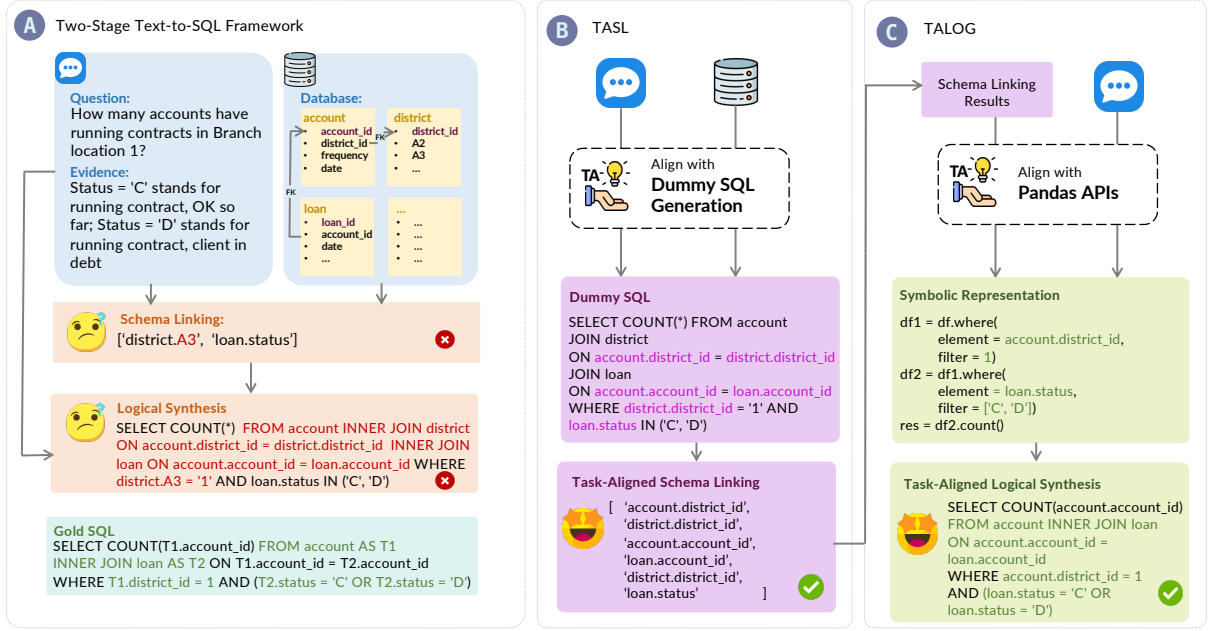 A
Two-Stage Text-to-SQL Framework
Question:
How many accounts have
running contracts in Branch
location 1?
Evidence:
Status = 'C' stands for
running contract, OK so
far; Status = 'D' stands for
running contract, client in
debt
Database:
account
• account_id
• district_id
• frequency
• date
FK
district
• district_id
• A2
• A3
• ...
FK
loan
• loan_id
• account_id
• date
• ...
...
• ...
• ...
• ...
• ...
Schema Linking:
['district.A3', 'loan.status']
Logical Synthesis
SELECT COUNT(*) FROM account INNER JOIN district
ON account.district_id = district.district_id INNER JOIN
loan ON account.account_id = loan.account_id WHERE
district.A3 = '1' AND loan.status IN ('C', 'D')
Gold SQL
SELECT COUNT(T1.account_id) FROM account AS T1
INNER JOIN loan AS T2 ON T1.account_id = T2.account_id
WHERE T1.district_id = 1 AND (T2.status = 'C' OR T2.status = 'D')
B
TASL
TA-
Align with
Dummy SQL
Generation
Dummy SQL
SELECT COUNT(*) FROM account
JOIN district
ON account.district_id = district.district_id
JOIN loan
ON account.account_id = loan.account_id
WHERE district.district_id = '1' AND
loan.status IN ('C', 'D')
Task-Aligned Schema Linking
[ 'account.district_id',
'district.district_id',
'account.account_id',
'loan.account_id',
'district.district_id',
'loan.status' ]
C
TALOG
Schema Linking
Results
TA-
Align with
Pandas APIs
Symbolic Representation
df1 = df.where(
element = account.district_id,
filter = 1)
df2 = df1.where(
element = loan.status,
filter = ['C', 'D'])
res = df2.count()
Task-Aligned Logical Synthesis
SELECT COUNT(account.account_id)
FROM account INNER JOIN loan
ON account.account_id =
loan.account_id
WHERE account.district_id = 1
AND (loan.status = 'C' OR
loan.status = 'D')